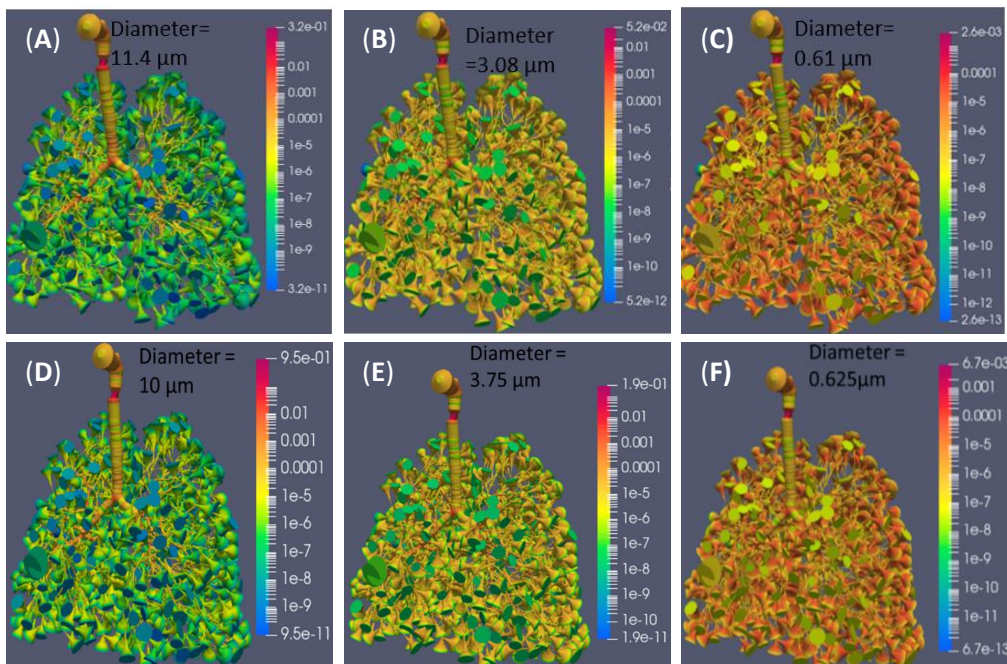 (A)
Diameter=
11.4 µm
3.2e-01
0.01
0.001
0.0001
1e-5
1e-6
1e-7
1e-8
1e-9
3.2e-11
(B)
Diameter
=3.08 µm
5.2e-02
0.01
0.001
0.0001
1e-5
1e-6
1e-7
1e-8
1e-9
1e-10
5.2e-12
(C)
Diameter=
0.61 µm
2.6e-03
0.0001
1e-5
1e-6
1e-7
1e-8
1e-9
1e-10
1e-11
1e-12
2.6e-13
(D)
Diameter =
10 µm
9.5e-01
0.01
0.001
0.0001
1e-5
1e-6
1e-7
1e-8
1e-9
9.5e-11
(E)
Diameter =
3.75 µm
1.9e-01
0.01
0.001
0.0001
1e-5
1e-6
1e-7
1e-8
1e-9
1e-10
1.9e-11
(F)
Diameter =
0.625µm
6.7e-03
0.001
0.0001
1e-5
1e-6
1e-7
1e-8
1e-9
1e-10
1e-11
6.7e-13